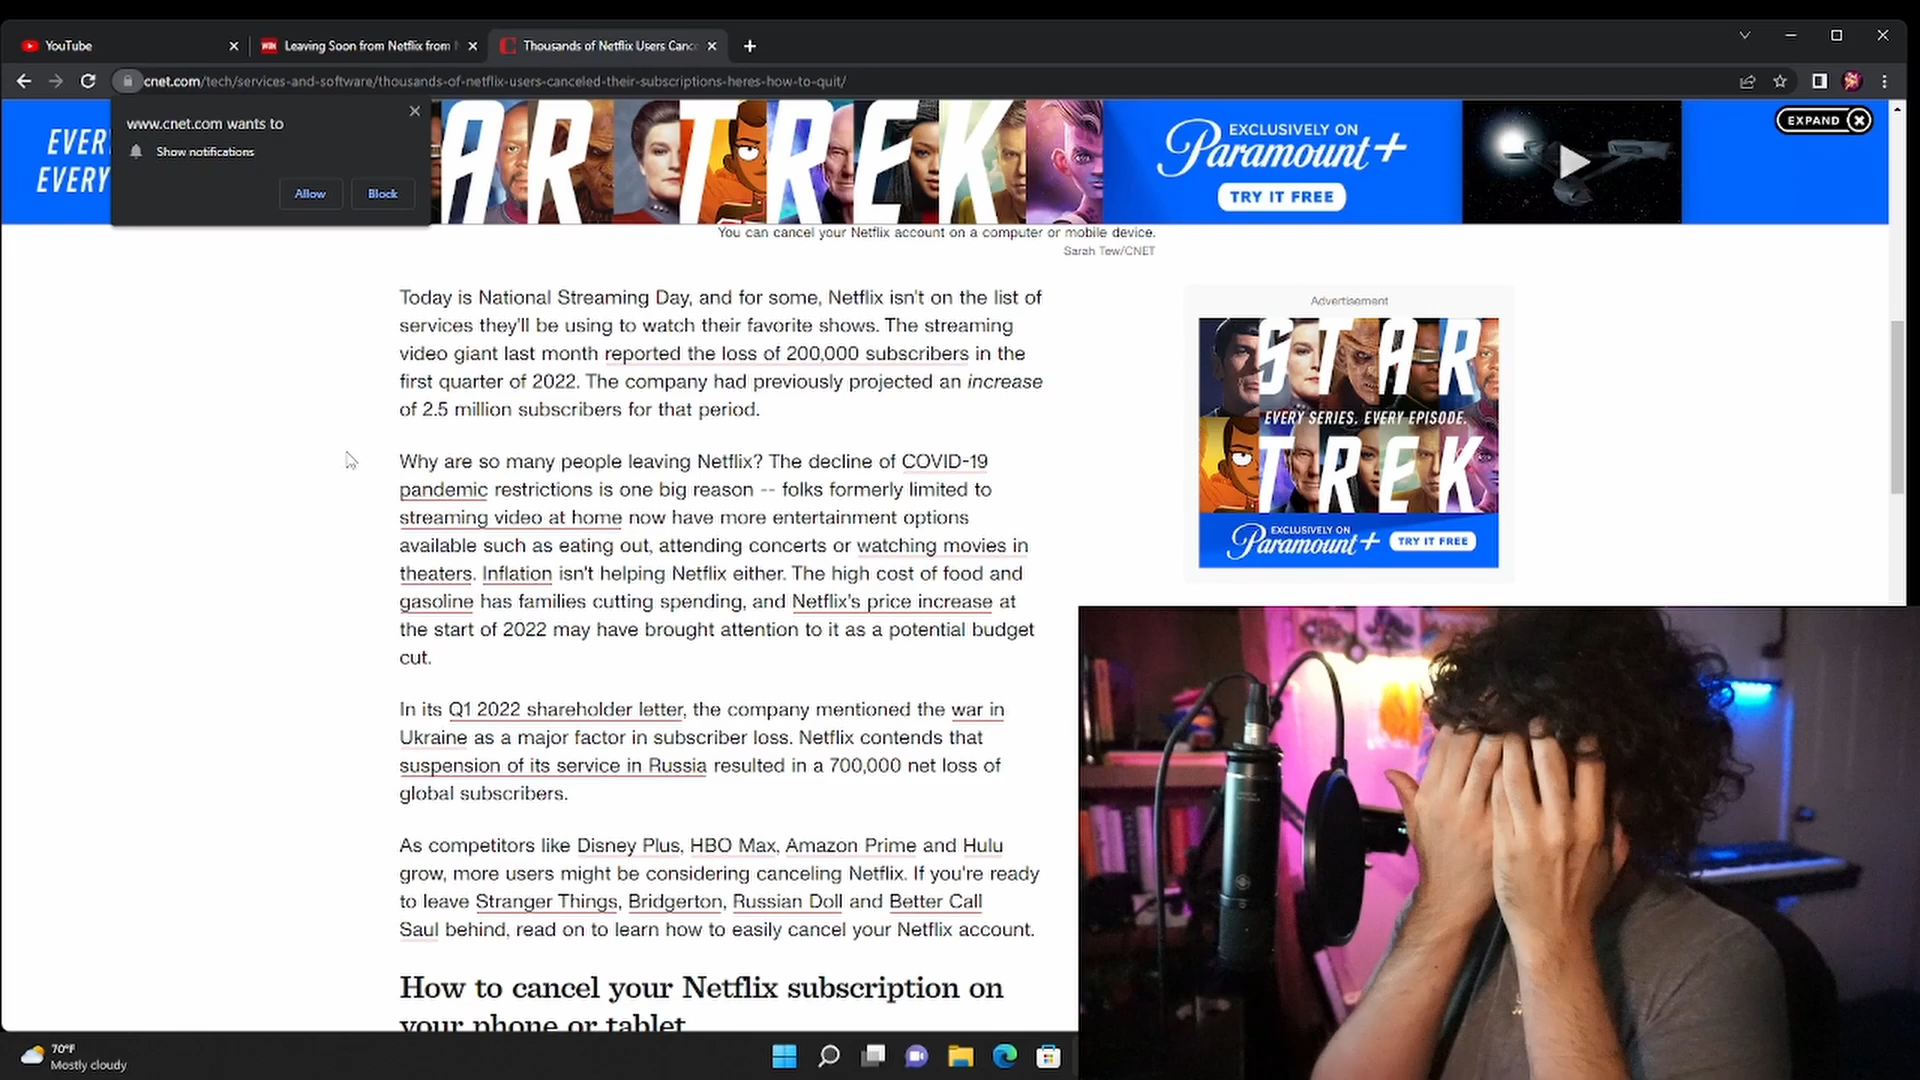 YouTube
Leaving Soon from Netflix from
Thousands of Netflix Users Canc
cnet.com/tech/services-and-software/thousands-of-netflix-users-canceled-their-subscriptions-heres-how-to-quit/
www.cnet.com wants to
Show notifications
Allow
Block
EVER
EVERY
AR TREK
EXCLUSIVELY ON
Paramount+
TRY IT FREE
EXPAND
You can cancel your Netflix account on a computer or mobile device.
Sarah Tew/CNET
Today is National Streaming Day, and for some, Netflix isn't on the list of
services they'll be using to watch their favorite shows. The streaming
video giant last month reported the loss of 200,000 subscribers in the
first quarter of 2022. The company had previously projected an increase
of 2.5 million subscribers for that period.
Why are so many people leaving Netflix? The decline of COVID-19
pandemic restrictions is one big reason -- folks formerly limited to
streaming video at home now have more entertainment options
available such as eating out, attending concerts or watching movies in
theaters. Inflation isn't helping Netflix either. The high cost of food and
gasoline has families cutting spending, and Netflix's price increase at
the start of 2022 may have brought attention to it as a potential budget
cut.
In its Q1 2022 shareholder letter, the company mentioned the war in
Ukraine as a major factor in subscriber loss. Netflix contends that
suspension of its service in Russia resulted in a 700,000 net loss of
global subscribers.
As competitors like Disney Plus, HBO Max, Amazon Prime and Hulu
grow, more users might be considering canceling Netflix. If you're ready
to leave Stranger Things, Bridgerton, Russian Doll and Better Call
Saul behind, read on to learn how to easily cancel your Netflix account.
How to cancel your Netflix subscription on
your phone or tablet
Advertisement
STAR
EVERY SERIES. EVERY EPISODE.
TREK
EXCLUSIVELY ON
Paramount+
TRY IT FREE
70°F
Mostly cloudy